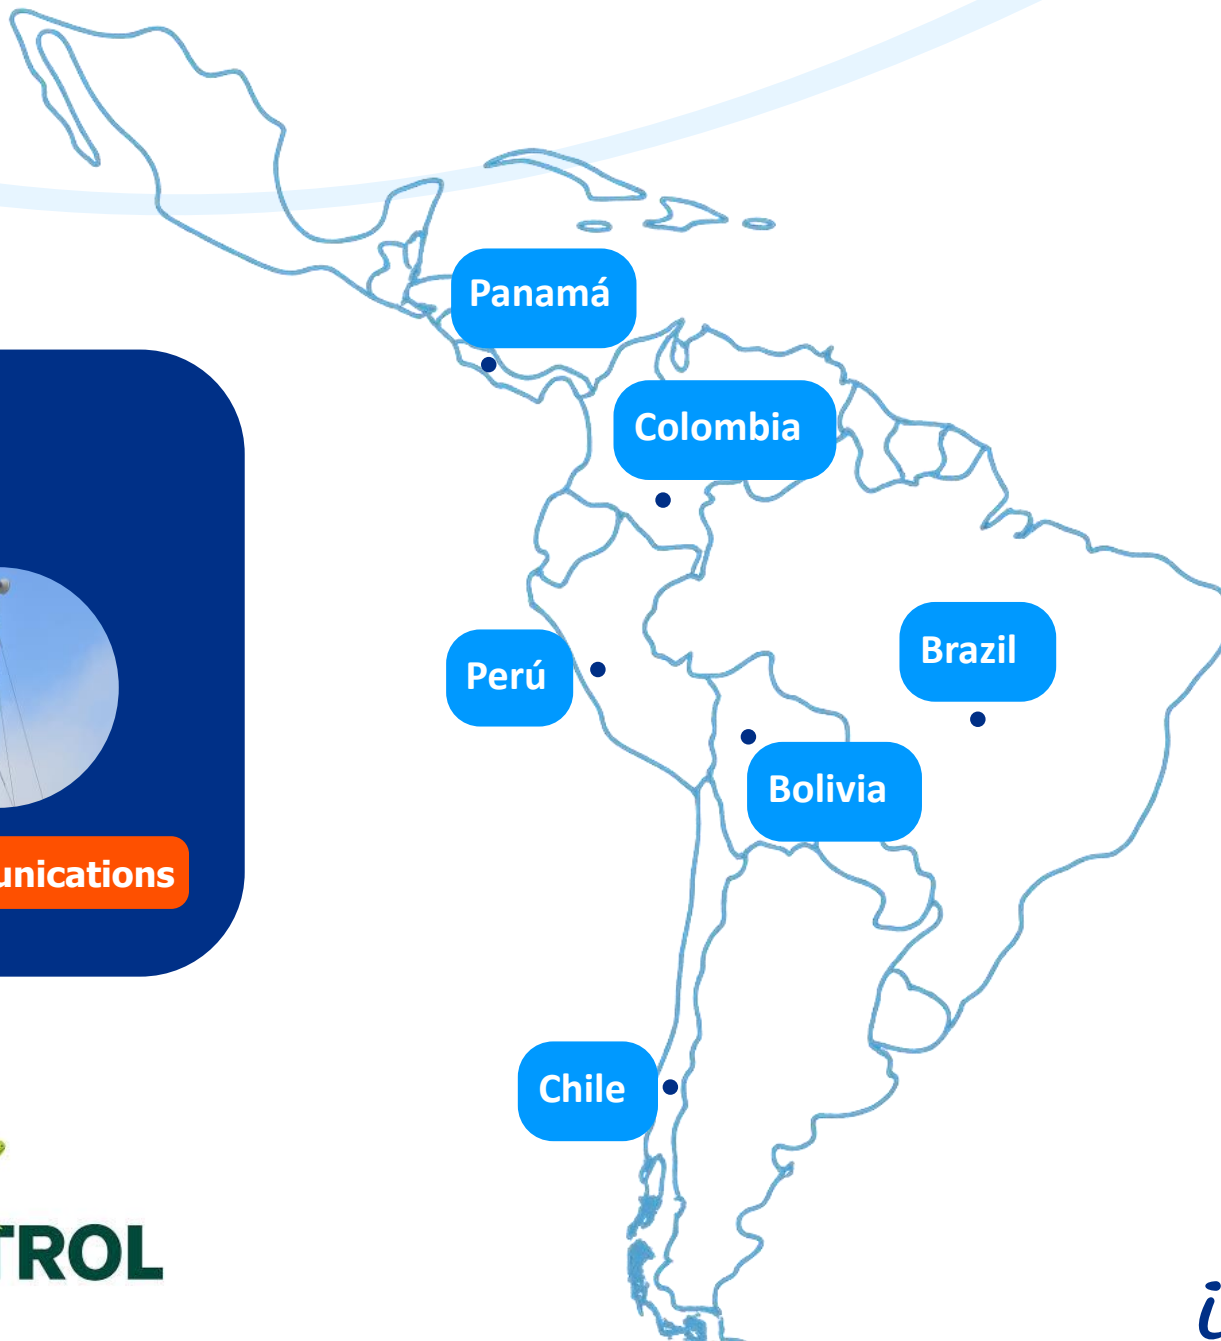 Panamá
Colombia
Brazil
Perú
Bolivia
unications
Chile
TROL
i